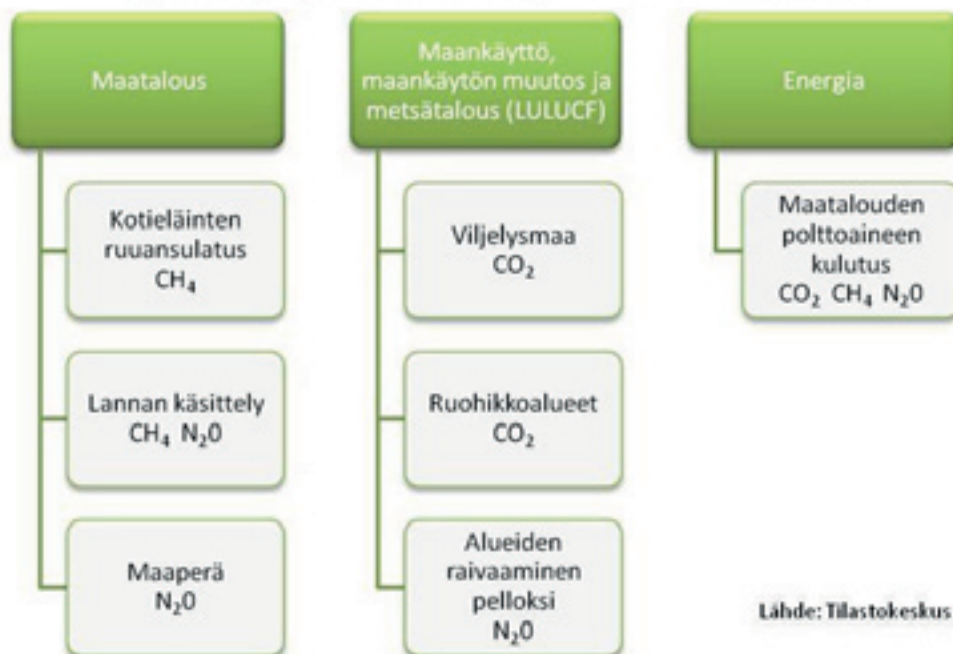 Maatalous
Kotieläinten
ruuansulatus
CH₄
Lannan käsittely
CH₄ N₂0
Maaperä
N₂0
Maankäyttö,
maankäytön muutos ja
metsätalous (LULUCF)
Viljelysmaa
CO₂
Ruohikkoalueet
CO₂
Alueiden
raivaaminen
pelloksi
N₂0
Energia
Maatalouden
polttoaineen
kulutus
CO₂ CH₄ N₂0
Lähde: Tilastokeskus